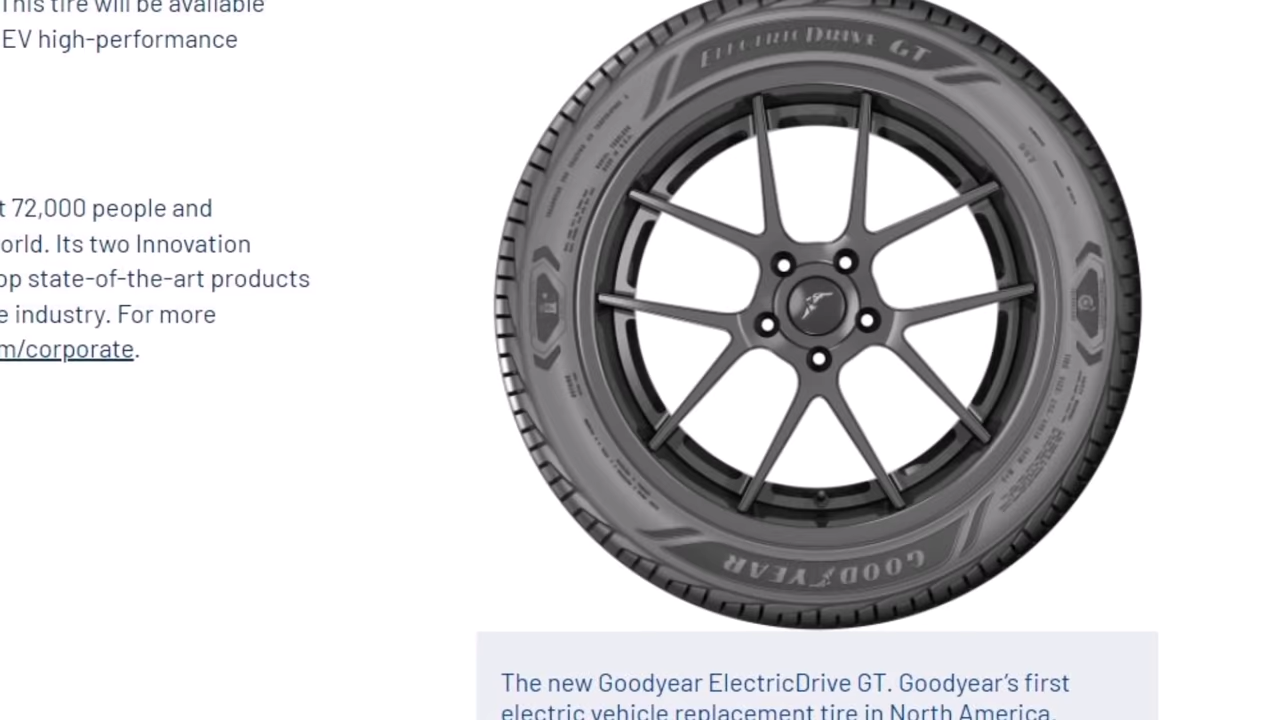 This tire will be available
EV high-performance
t 72,000 people and
orld. Its two Innovation
op state-of-the-art products
e industry. For more
m/corporate.
ELECTRICDRIVE GT
GOODYEAR
The new Goodyear ElectricDrive GT. Goodyear's first
electric vehicle replacement tire in North America.